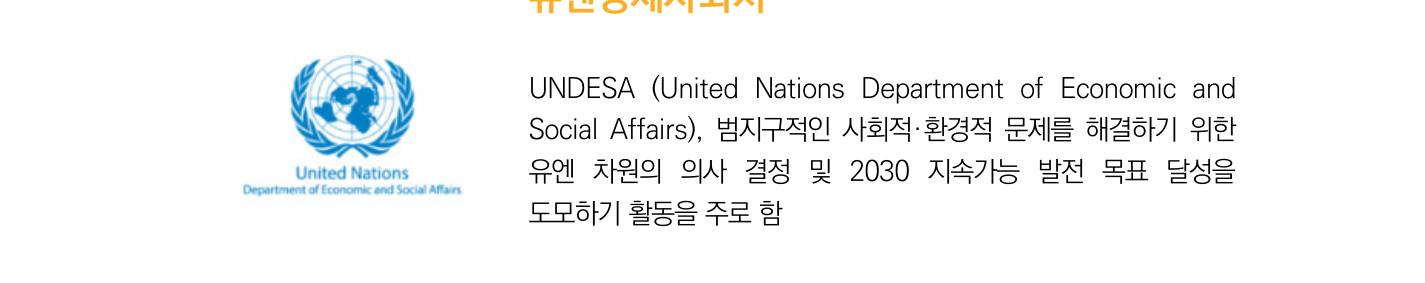 United Nations
Department of Economic and Social Affairs
UNDESA (United Nations Department of Economic and
Social Affairs), 범지구적인 사회적·환경적 문제를 해결하기 위한
유엔 차원의 의사 결정 및 2030 지속가능 발전 목표 달성을
도모하기 활동을 주로 함